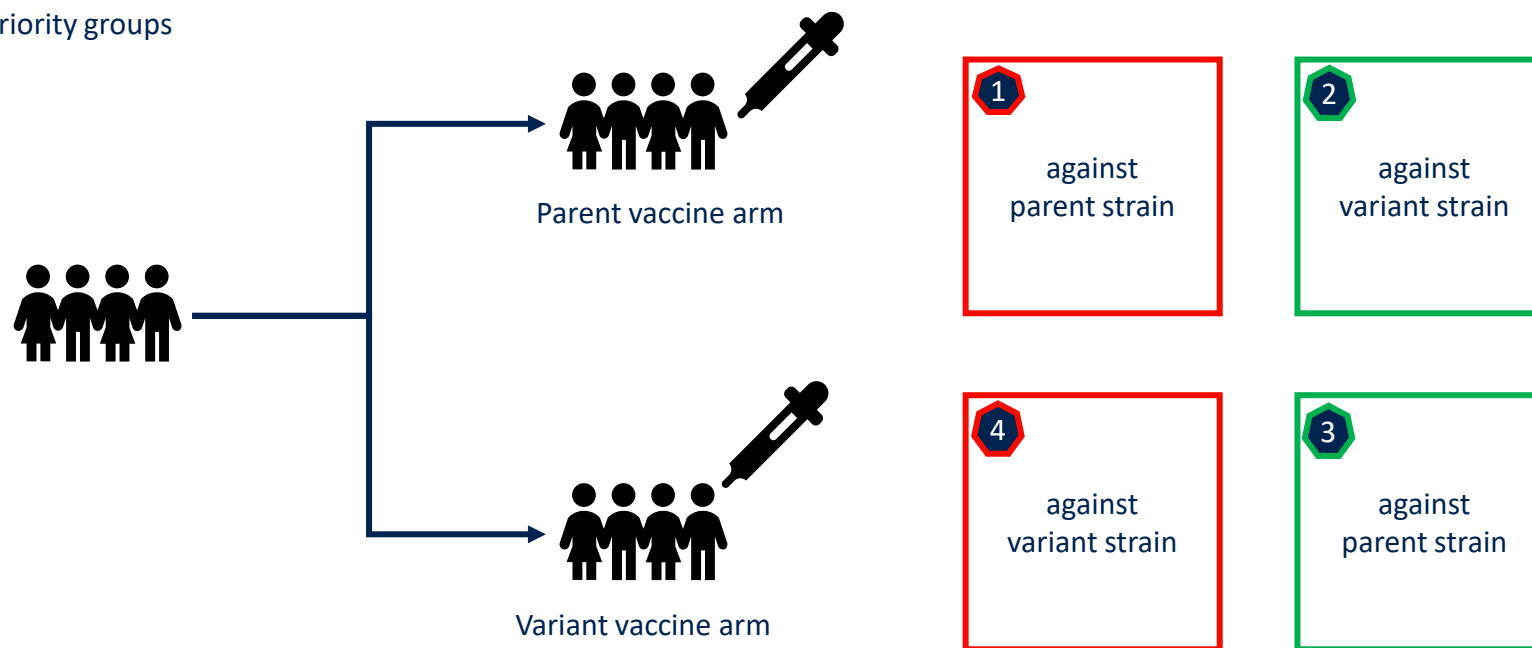 riority groups
1
against
parent strain
2
against
variant strain
Parent vaccine arm
4
against
variant strain
3
against
parent strain
Variant vaccine arm